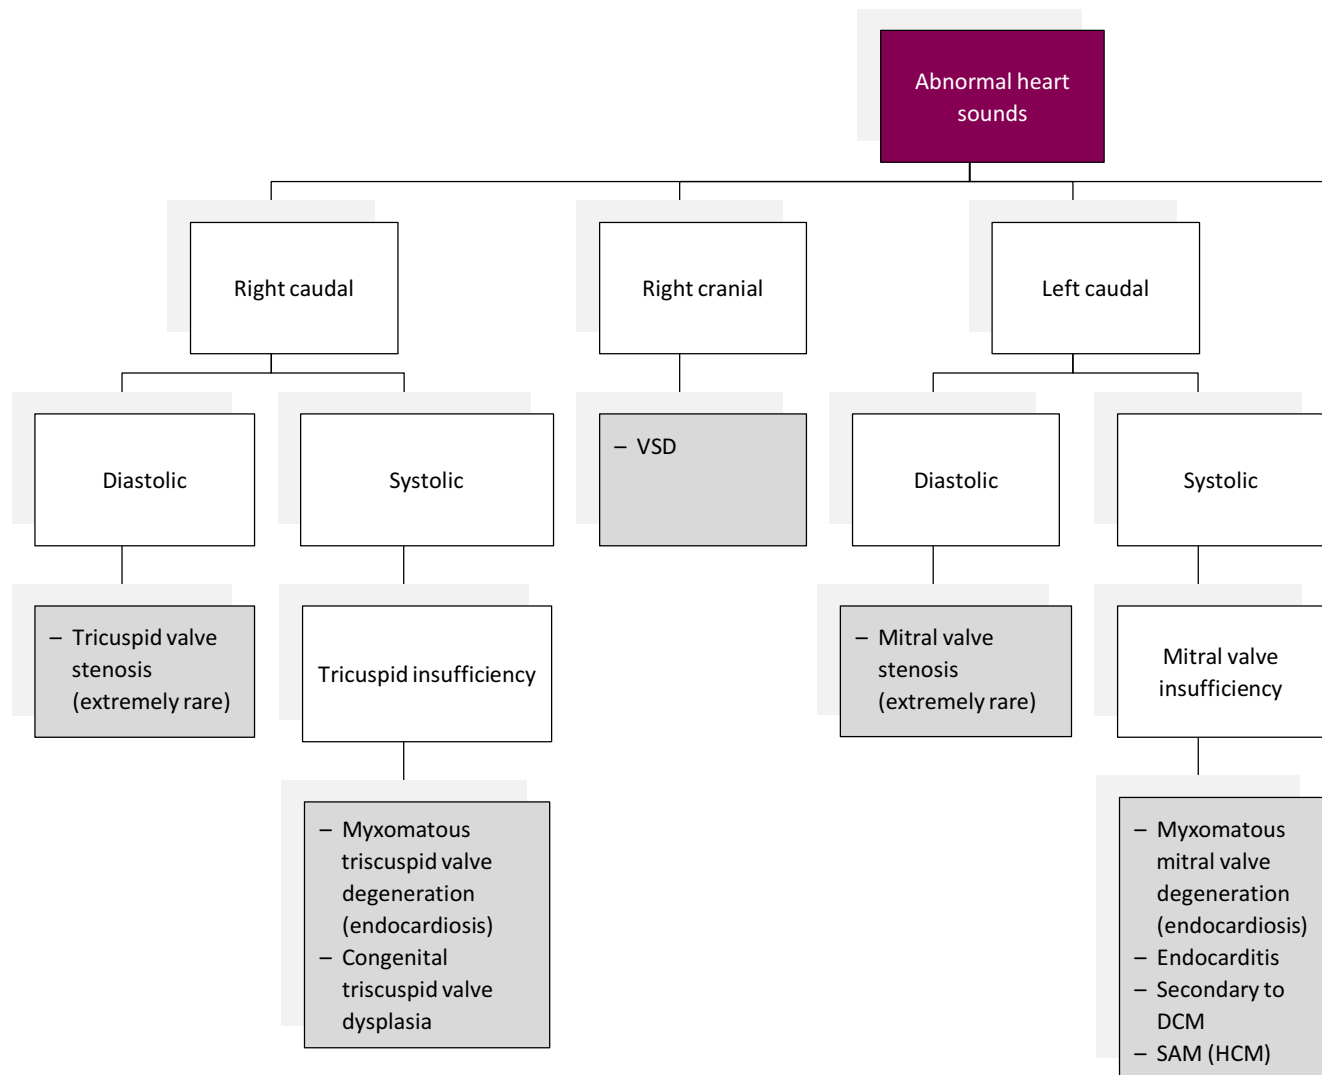 Abnormal heart
sounds
Right caudal
Right cranial
Left caudal
Diastolic
Systolic
– VSD
Diastolic
Systolic
– Tricuspid valve
stenosis
(extremely rare)
Tricuspid insufficiency
– Mitral valve
stenosis
(extremely rare)
Mitral valve
insufficiency
– Myxomatous
triscuspid valve
degeneration
(endocardiosis)
– Congenital
triscuspid valve
dysplasia
– Myxomatous
mitral valve
degeneration
(endocardiosis)
– Endocarditis
– Secondary to
DCM
– SAM (HCM)